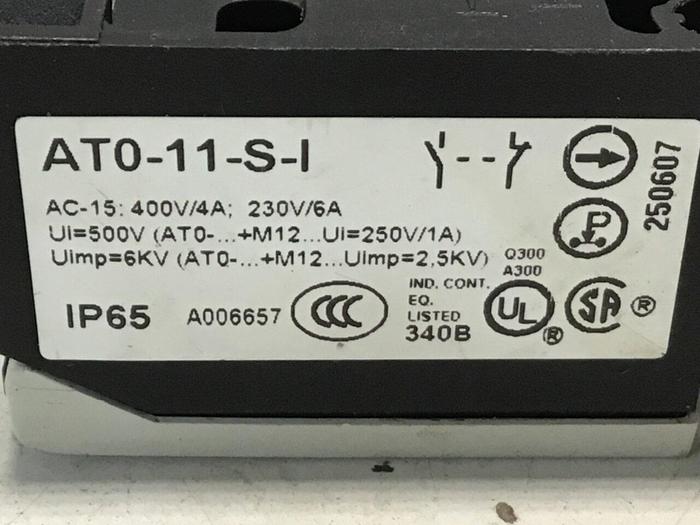 AT0-11-S-I
AC-15: 400V/4A; 230V/6A
Ui=500V (AT0-...+M12...Ui=250V/1A)
Uimp=6KV (AT0-...+M12...Uimp=2,5KV)
Q300
A300
IP65
A006657
CCC
IND. CONT.
EQ.
LISTED
340B
UL ®
SA ®
P
250607